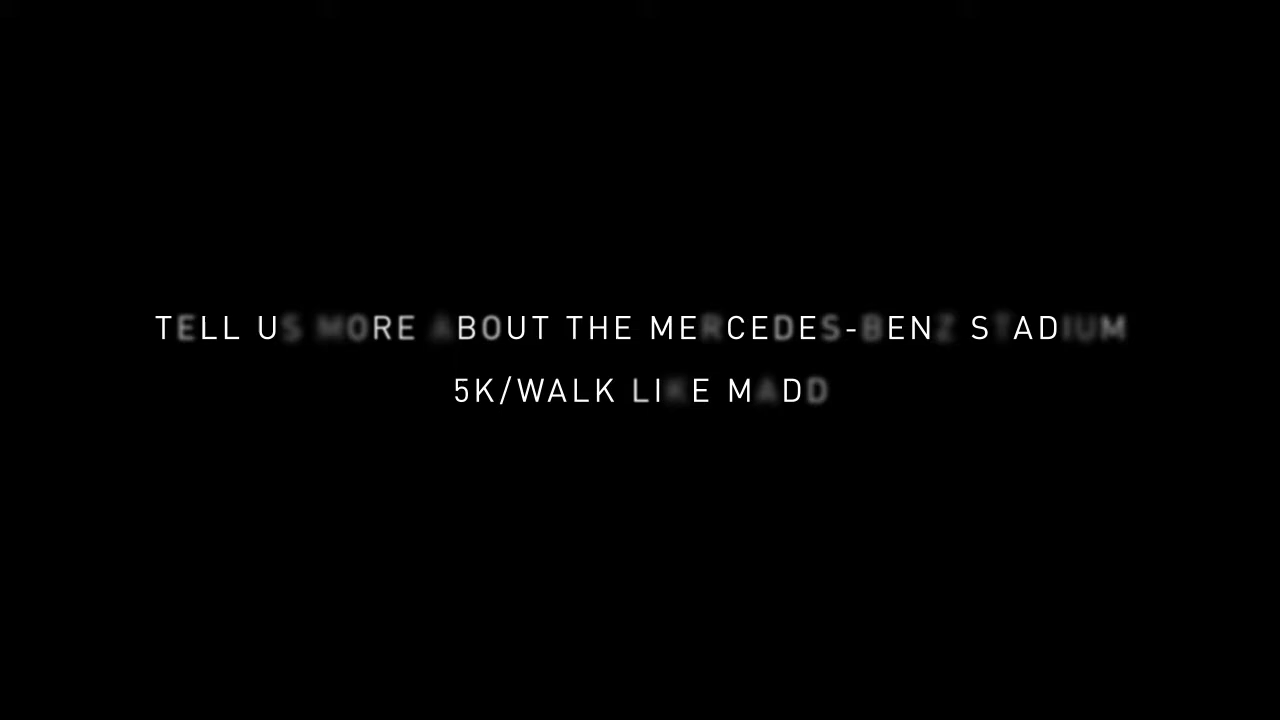 TELL US MORE ABOUT THE MERCEDES-BENZ STADIUM
5K/WALK LIKE MADD